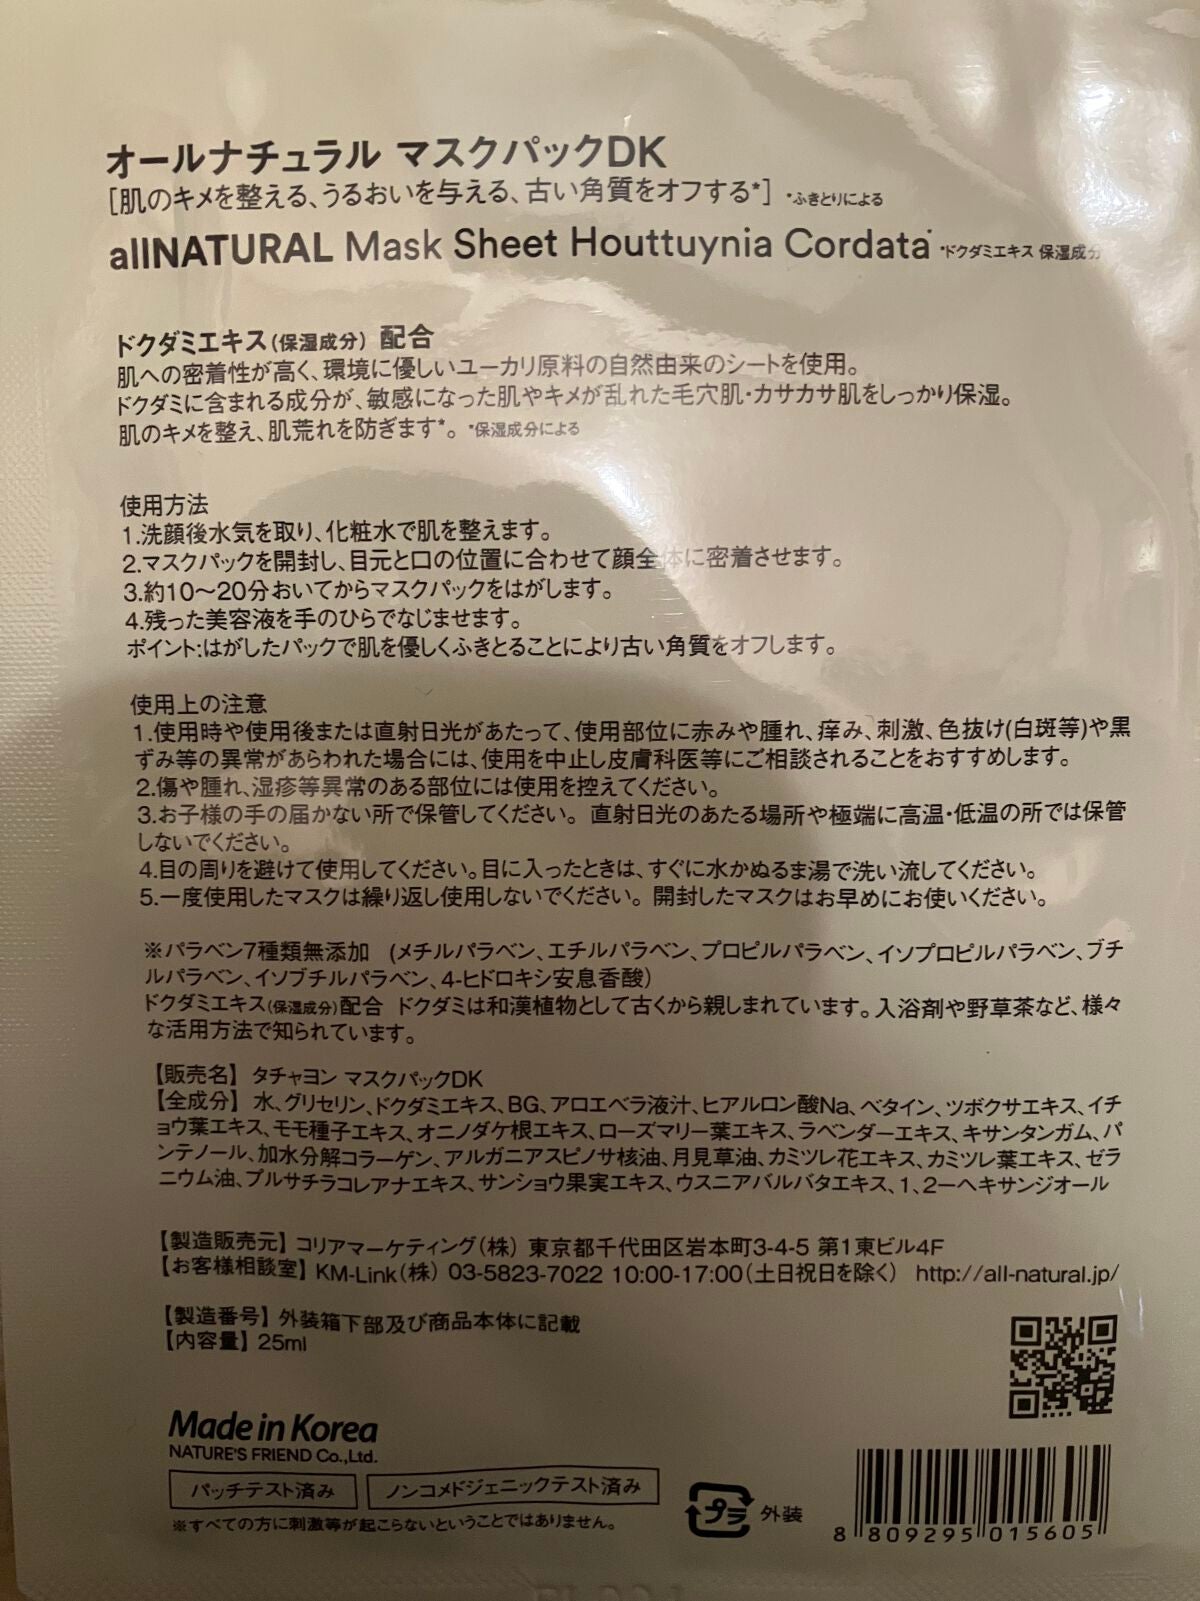 オールナチュラル マスクパックDK
[肌のキメを整える、うるおいを与える、古い角質をオフする*] *ふきとりによる
allNATURAL Mask Sheet Houttuynia Cordata* *ドクダミエキス 保湿成分
ドクダミエキス(保湿成分) 配合
肌への密着性が高く、環境に優しいユーカリ原料の自然由来のシートを使用。
ドクダミに含まれる成分が、敏感になった肌やキメが乱れた毛穴肌・カサカサ肌をしっかり保湿。
肌のキメを整え、肌荒れを防ぎます*。 *保湿成分による
使用方法
1.洗顔後水気を取り、化粧水で肌を整えます。
2.マスクパックを開封し、目元と口の位置に合わせて顔全体に密着させます。
3.約10〜20分おいてからマスクパックをはがします。
4.残った美容液を手のひらでなじませます。
ポイント:はがしたパックで肌を優しくふきとることにより古い角質をオフします。
使用上の注意
1.使用時や使用後または直射日光があたって、使用部位に赤みや腫れ、痒み、刺激、色抜け(白斑等)や黒
ずみ等の異常があらわれた場合には、使用を中止し皮膚科医等にご相談されることをおすすめします。
2.傷や腫れ、湿疹等異常のある部位には使用を控えてください。
3.お子様の手の届かない所で保管してください。 直射日光のあたる場所や極端に高温・低温の所では保管
しないでください。
4.目の周りを避けて使用してください。目に入ったときは、すぐに水かぬるま湯で洗い流してください。
5.一度使用したマスクは繰り返し使用しないでください。 開封したマスクはお早めにお使いください。
※パラベン7種類無添加 (メチルパラベン、エチルパラベン、プロピルパラベン、イソプロピルパラベン、ブチ
ルパラベン、イソブチルパラベン、4-ヒドロキシ安息香酸)
ドクダミエキス(保湿成分)配合 ドクダミは和漢植物として古くから親しまれています。入浴剤や野草茶など、様々
な活用方法で知られています。
【販売名】 タチャヨン マスクパックDK
【全成分】 水、グリセリン、ドクダミエキス、BG、アロエベラ液汁、ヒアルロン酸Na、ベタイン、ツボクサエキス、イチ
ョウ葉エキス、モモ種子エキス、オニノダケ根エキス、ローズマリー葉エキス、ラベンダーエキス、キサンタンガム、パ
ンテノール、加水分解コラーゲン、アルガニアスピノサ核油、月見草油、カミツレ花エキス、カミツレ葉エキス、ゼラ
ニウム油、プルサチラコレアナエキス、サンショウ果実エキス、ウスニアバルバタエキス、1、2ーヘキサンジオール
【製造販売元】 コリアマーケティング(株) 東京都千代田区岩本町3-4-5 第1東ビル4F
【お客様相談室】 KM-Link(株) 03-5823-7022 10:00-17:00(土日祝日を除く) http://all-natural.jp/
【製造番号】 外装箱下部及び商品本体に記載
【内容量】 25ml
Made in Korea
NATURE'S FRIEND Co.,Ltd.
パッチテスト済み ノンコメドジェニックテスト済み
※すべての方に刺激等が起こらないということではありません。
プラ 外装
8 809295 015605